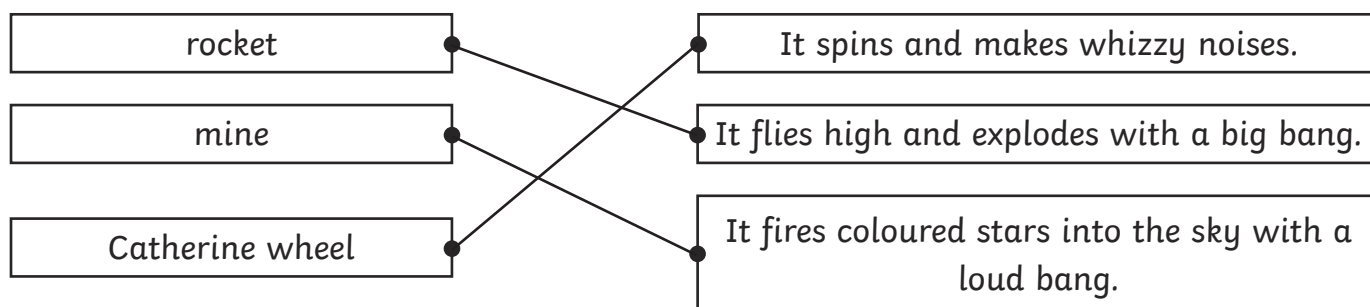 rocket
It spins and makes whizzy noises.
mine
It flies high and explodes with a big bang.
Catherine wheel
It fires coloured stars into the sky with a
loud bang.